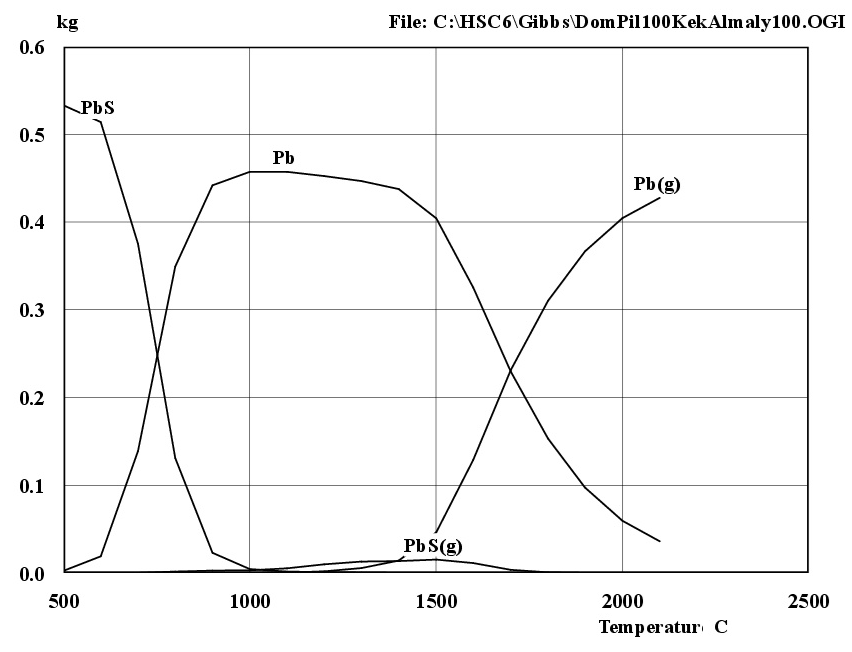 kg File: C:\HSC6\Gibbs\DomPil100KekAlmaly100.OGI
0.6
PbS
0.5
Pb
Pb(g)
0.4
0.3
0.2
0.1
PbS(g)
0.0
500 1000 1500 2000 2500
Temperatur C